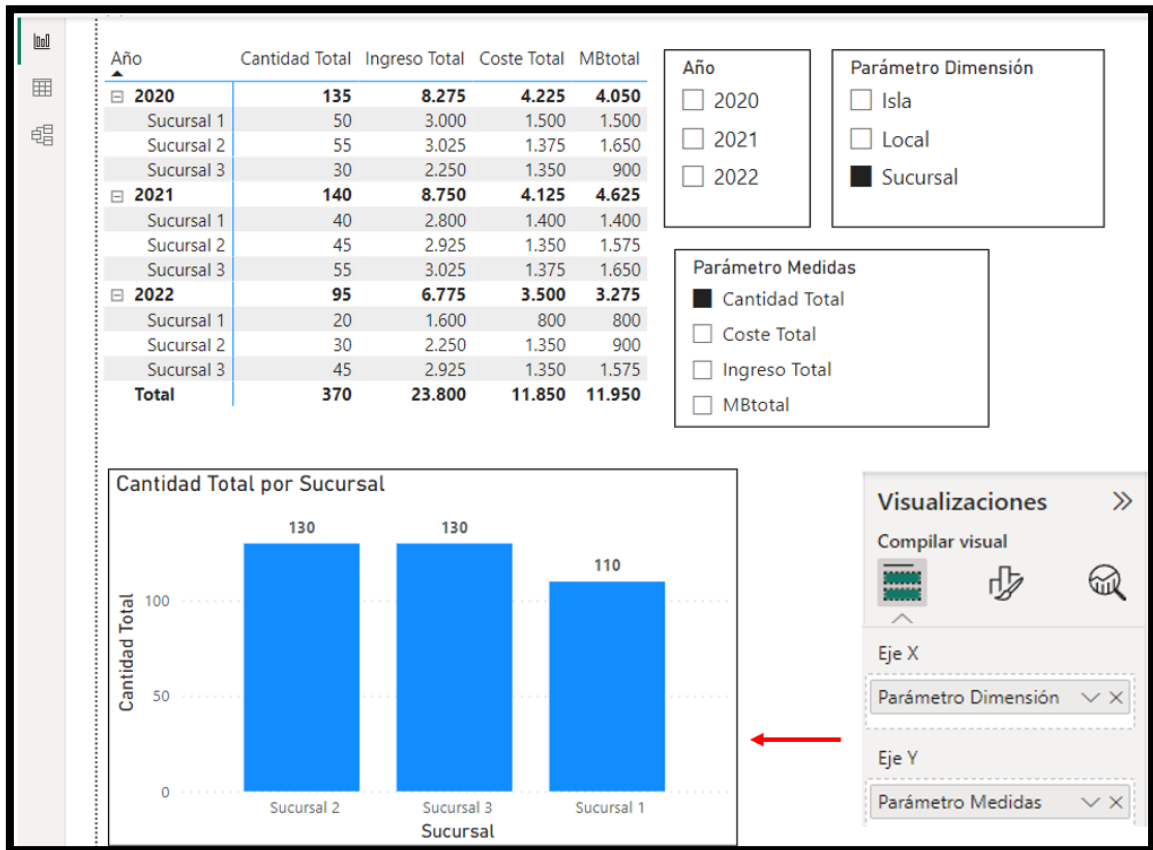 Año Cantidad Total Ingreso Total Coste Total MBtotal
2020 135 8.275 4.225 4.050
Sucursal 1 50 3.000 1.500 1.500
Sucursal 2 55 3.025 1.375 1.650
Sucursal 3 30 2.250 1.350 900
2021 140 8.750 4.125 4.625
Sucursal 1 40 2.800 1.400 1.400
Sucursal 2 45 2.925 1.350 1.575
Sucursal 3 55 3.025 1.375 1.650
2022 95 6.775 3.500 3.275
Sucursal 1 20 1.600 800 800
Sucursal 2 30 2.250 1.350 900
Sucursal 3 45 2.925 1.350 1.575
Total 370 23.800 11.850 11.950
Año
2020
2021
2022
Parámetro Dimensión
Isla
Local
Sucursal
Parámetro Medidas
Cantidad Total
Coste Total
Ingreso Total
MBtotal
Cantidad Total por Sucursal
130 130 110
100
50
0
Cantidad Total
Sucursal 2 Sucursal 3 Sucursal 1
Sucursal
Visualizaciones
Compilar visual
Eje X
Parámetro Dimensión
Eje Y
Parámetro Medidas